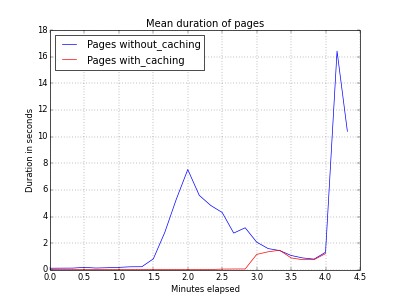 Mean duration of pages
18
16
14
12
10
8
6
4
2
0
Duration in seconds
Pages without_caching
Pages with_caching
0.0 0.5 1.0 1.5 2.0 2.5 3.0 3.5 4.0 4.5
Minutes elapsed